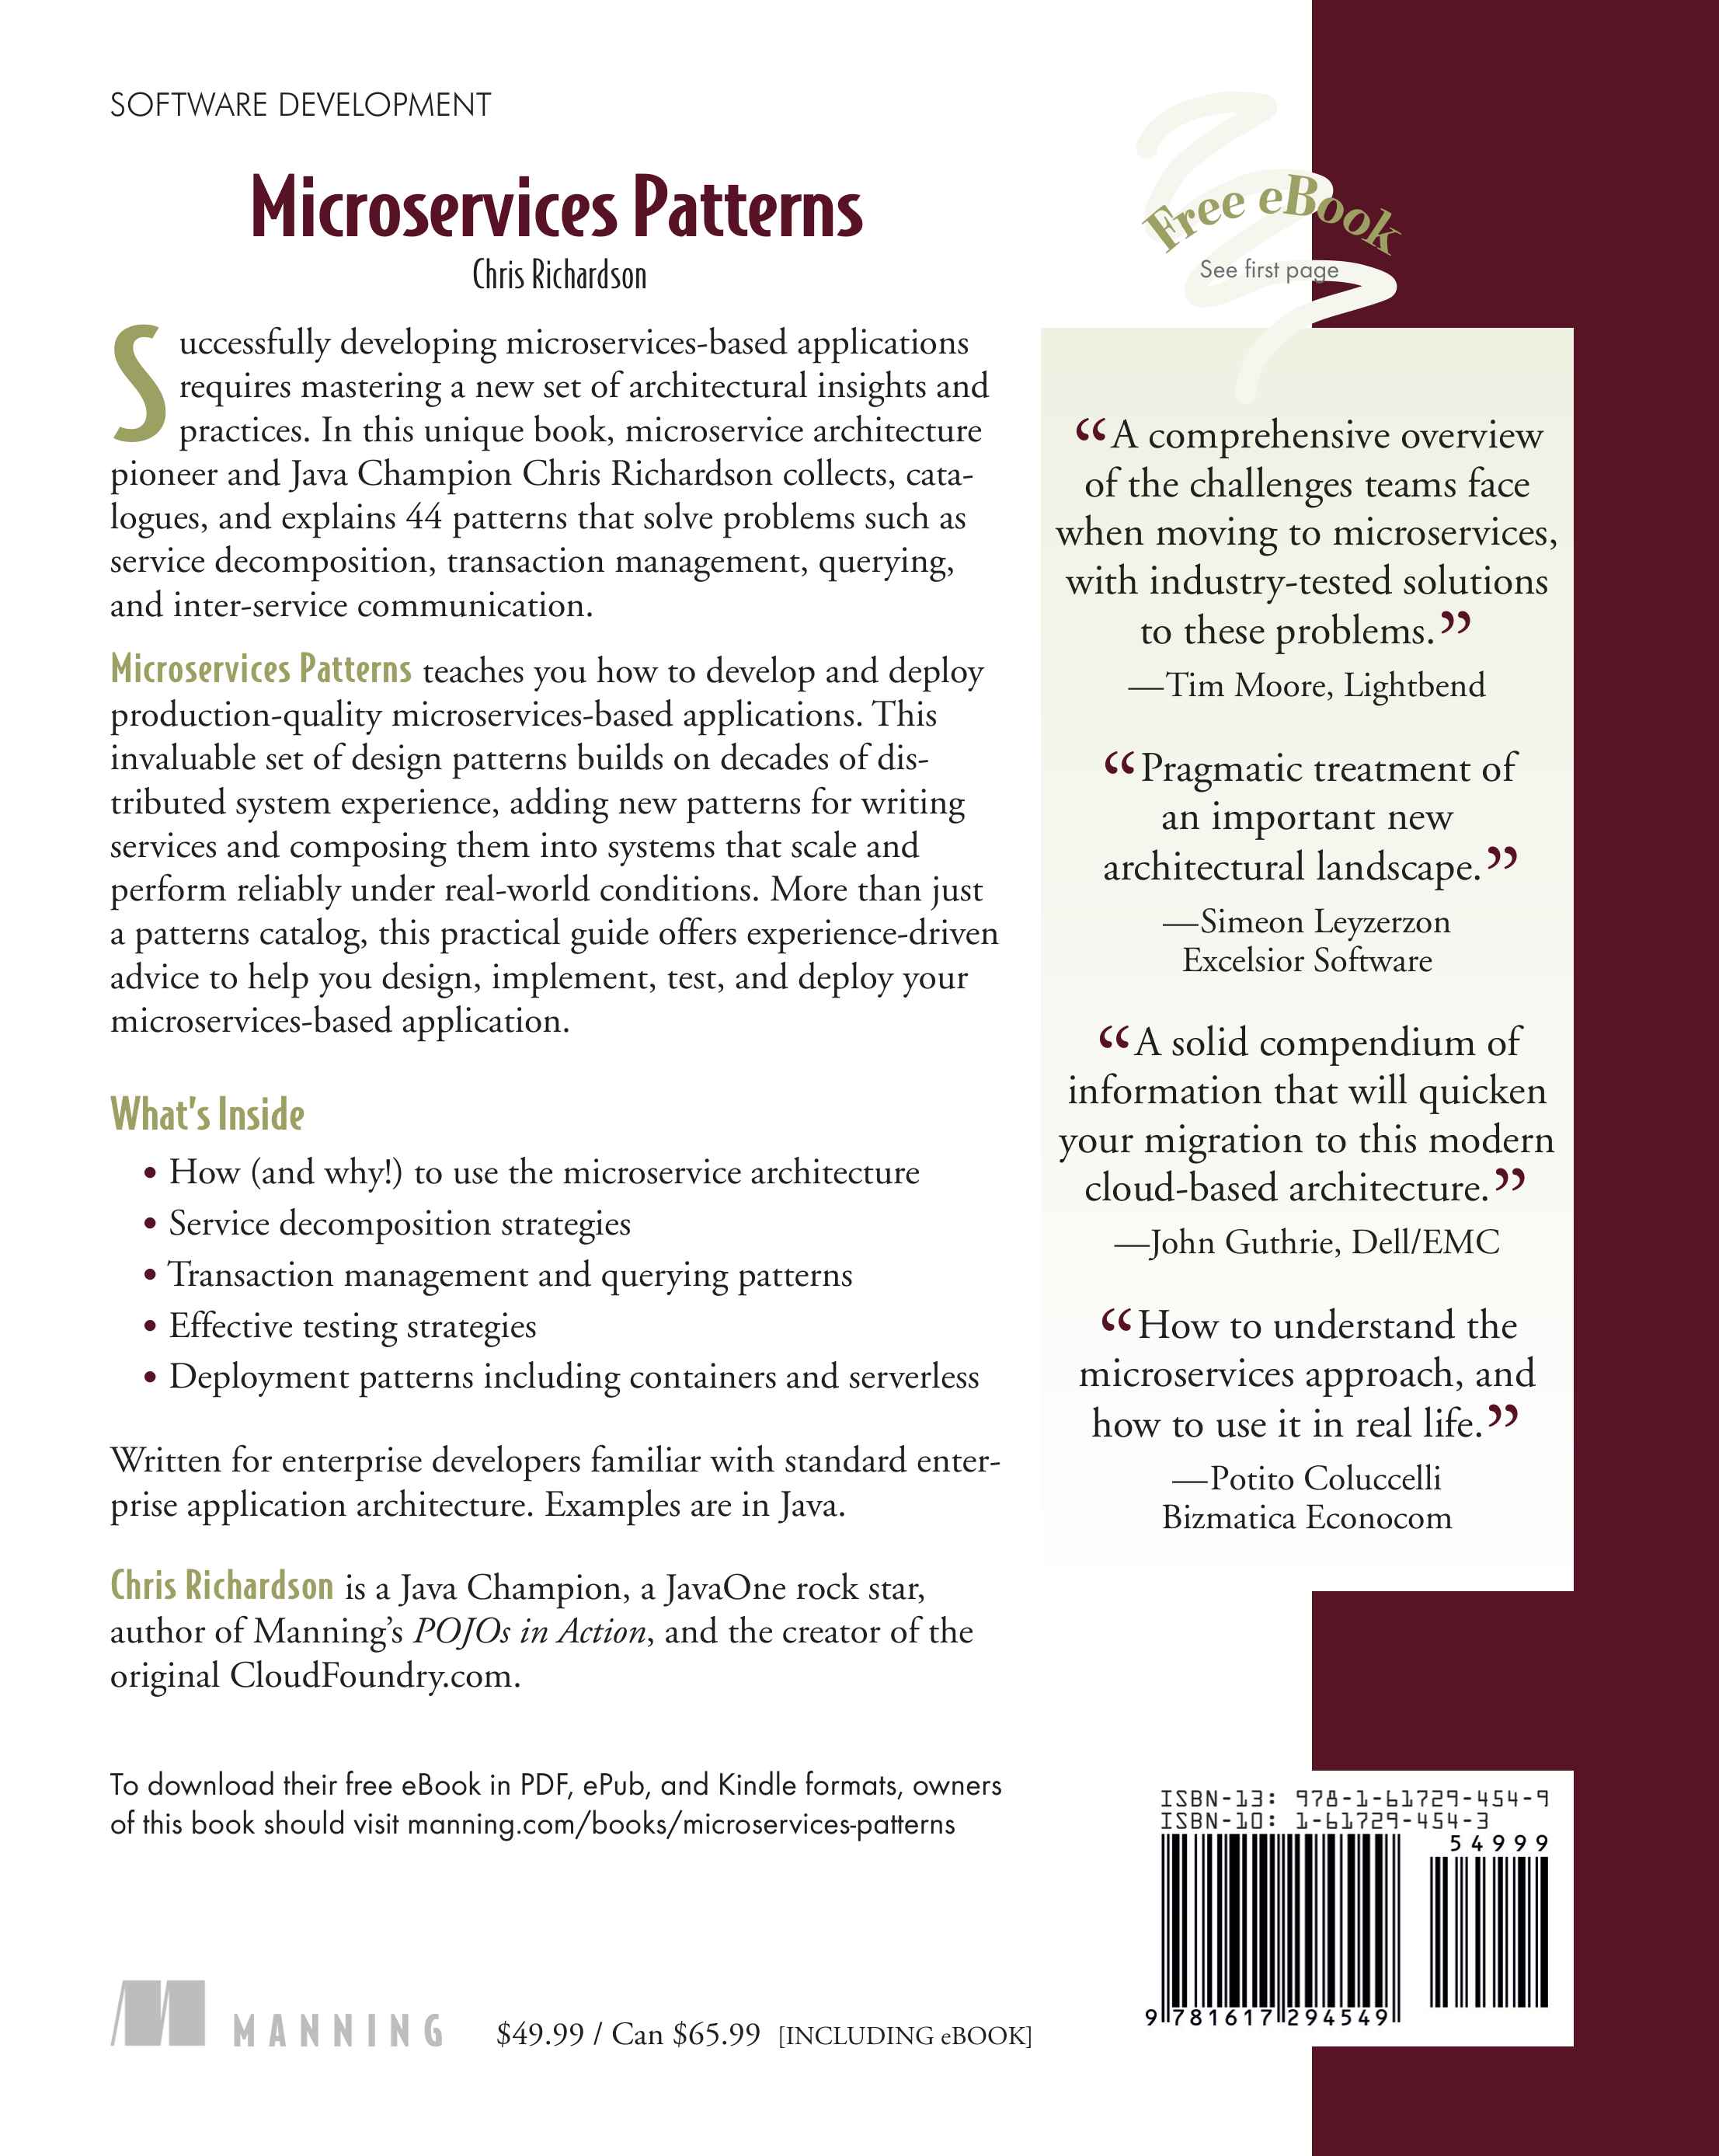 SOFTWARE DEVELOPMENT
Microservices Patterns
Chris Richardson
Successfully developing microservices-based applications
requires mastering a new set of architectural insights and
practices. In this unique book, microservice architecture
pioneer and Java Champion Chris Richardson collects, cata-
logues, and explains 44 patterns that solve problems such as
service decomposition, transaction management, querying,
and inter-service communication.
Microservices Patterns teaches you how to develop and deploy
production-quality microservices-based applications. This
invaluable set of design patterns builds on decades of dis-
tributed system experience, adding new patterns for writing
services and composing them into systems that scale and
perform reliably under real-world conditions. More than just
a patterns catalog, this practical guide offers experience-driven
advice to help you design, implement, test, and deploy your
microservices-based application.
What's Inside
• How (and why!) to use the microservice architecture
• Service decomposition strategies
• Transaction management and querying patterns
• Effective testing strategies
• Deployment patterns including containers and serverless
Written for enterprise developers familiar with standard enter-
prise application architecture. Examples are in Java.
Chris Richardson is a Java Champion, a JavaOne rock star,
author of Manning’s POJOs in Action, and the creator of the
original CloudFoundry.com.
To download their free eBook in PDF, ePub, and Kindle formats, owners
of this book should visit manning.com/books/microservices-patterns
MANNING
$49.99 / Can $65.99 [INCLUDING eBOOK]
Free eBook
See first page
“A comprehensive overview
of the challenges teams face
when moving to microservices,
with industry-tested solutions
to these problems.”
—Tim Moore, Lightbend
“Pragmatic treatment of
an important new
architectural landscape.”
—Simeon Leyzerzon
Excelsior Software
“A solid compendium of
information that will quicken
your migration to this modern
cloud-based architecture.”
—John Guthrie, Dell/EMC
“How to understand the
microservices approach, and
how to use it in real life.”
—Potito Coluccelli
Bizmatica Econocom
ISBN-13: 978-1-61729-454-9
ISBN-10: 1-61729-454-3
54999
9 781617 294549